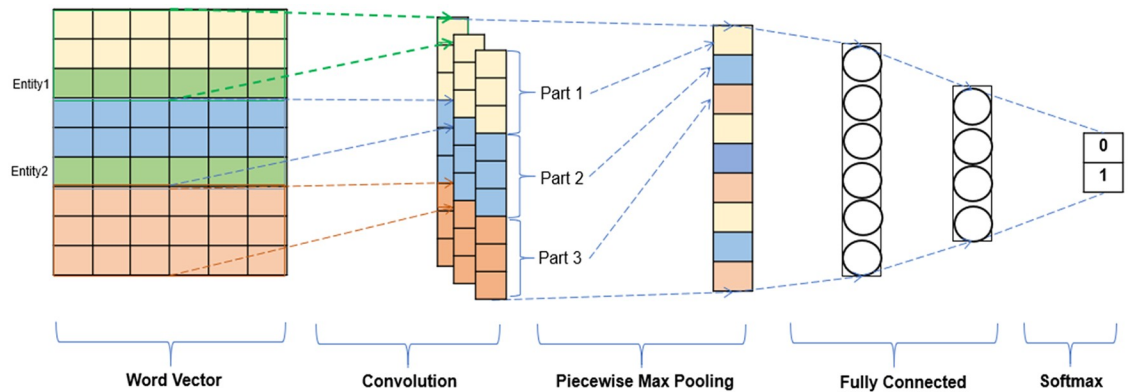 Entity1
Entity2
Part 1
Part 2
Part 3
0
1
Word Vector
Convolution
Piecewise Max Pooling
Fully Connected
Softmax